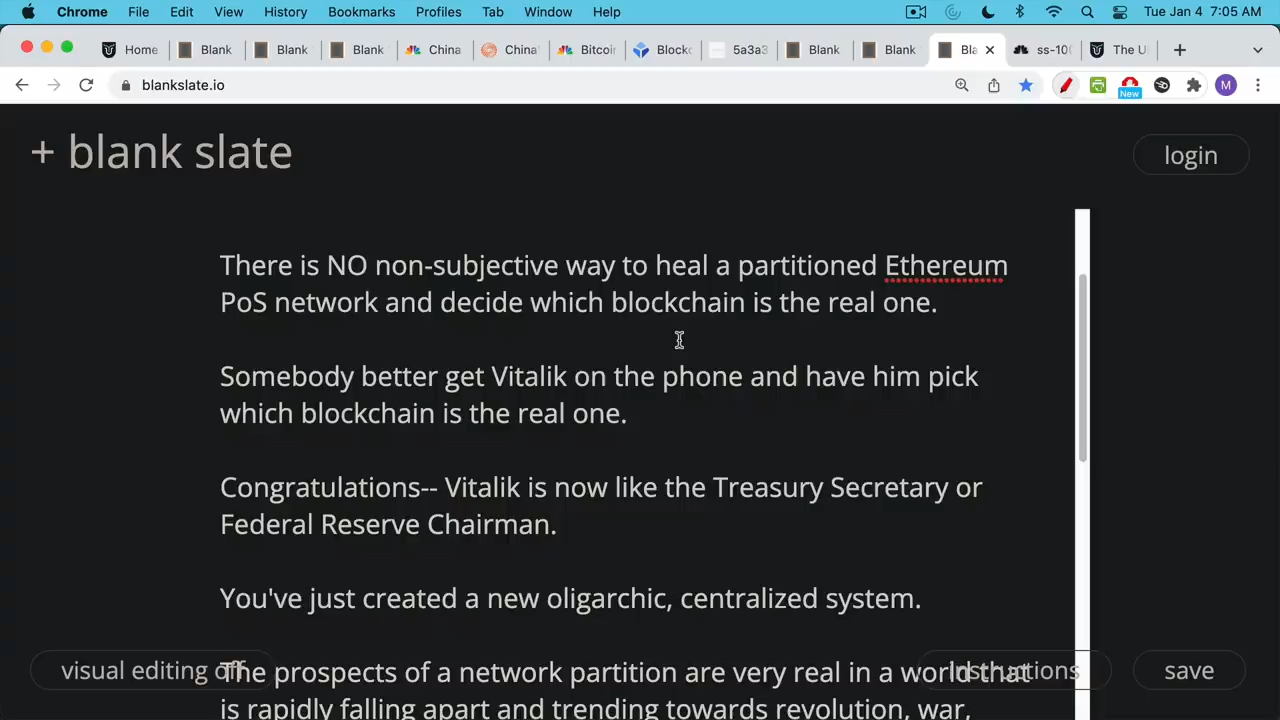 Chrome File Edit View History Bookmarks Profiles Tab Window Help Tue Jan 4 7:05 AM
Home Blank Blank Blank China China Bitcoin Blockc 5a3a3 Blank Blank Bla ss-100 The U
blankslate.io New M
+ blank slate login
There is NO non-subjective way to heal a partitioned Ethereum
PoS network and decide which blockchain is the real one.
Somebody better get Vitalik on the phone and have him pick
which blockchain is the real one.
Congratulations-- Vitalik is now like the Treasury Secretary or
Federal Reserve Chairman.
You've just created a new oligarchic, centralized system.
The prospects of a network partition are very real in a world that
visual editing off instructions save
is rapidly falling apart and trending towards revolution, war,